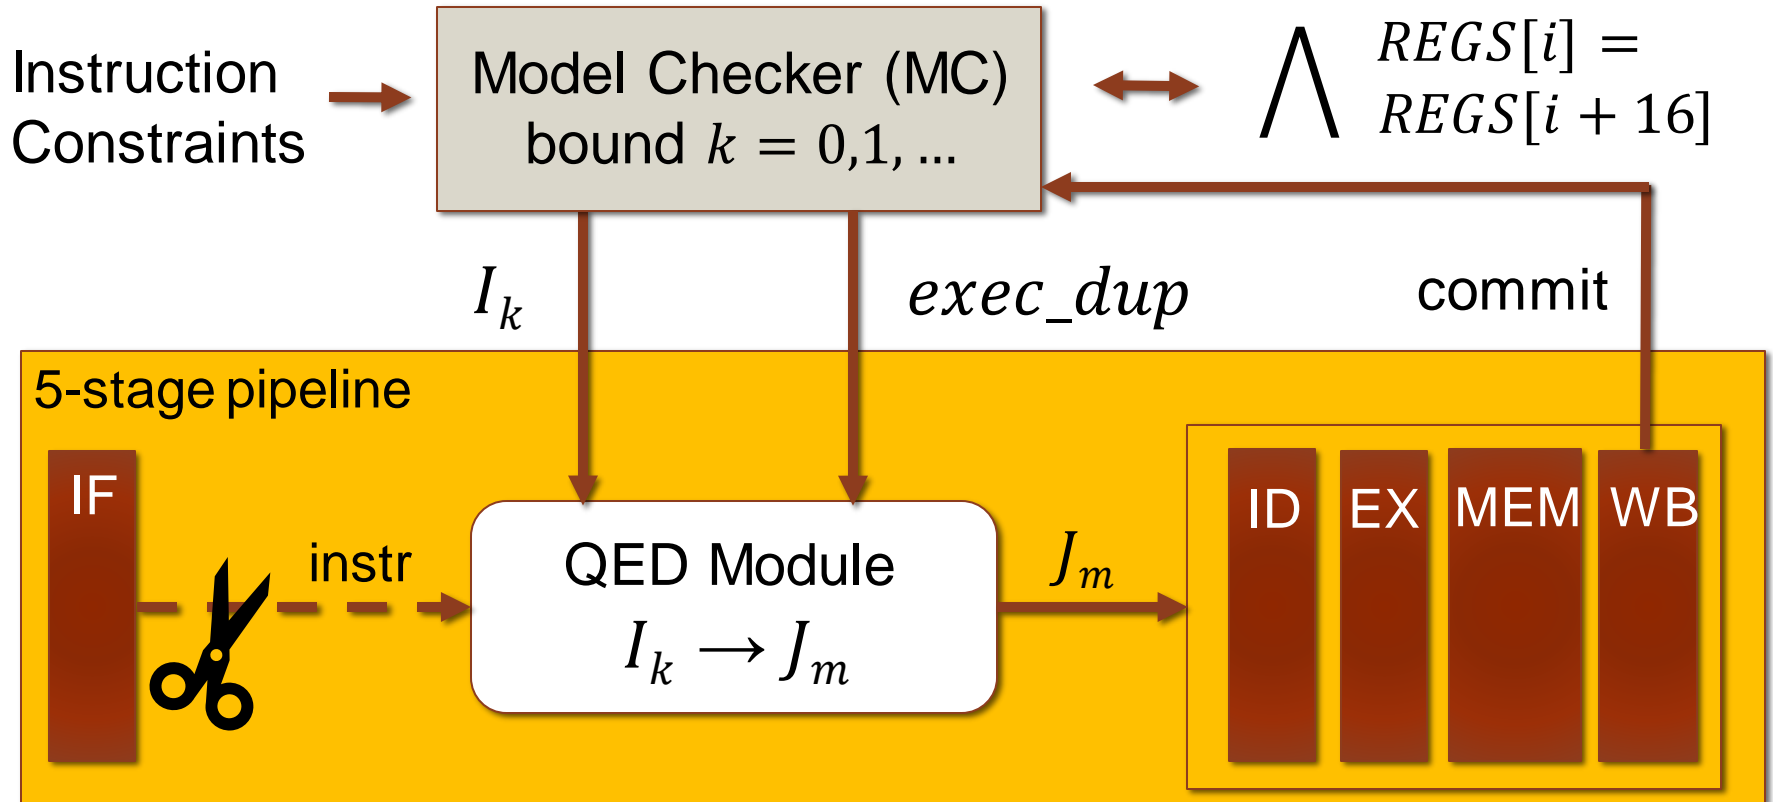 Instruction
Constraints
Model Checker (MC)
bound k = 0,1, ...
⋀ REGS[i] =
REGS[i + 16]
I_k
exec_dup
commit
5-stage pipeline
IF
instr
QED Module
I_k → J_m
J_m
ID
EX
MEM
WB